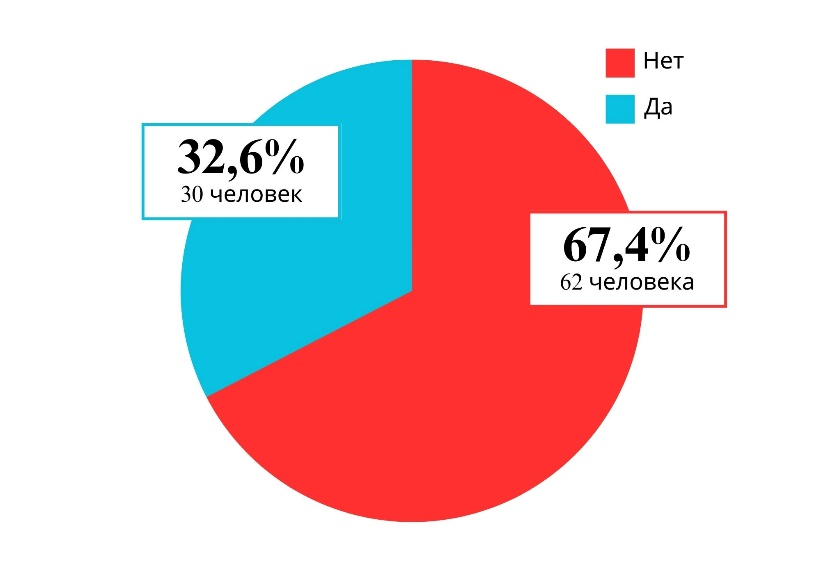 Нет
Да
32,6%
30 человек
67,4%
62 человека